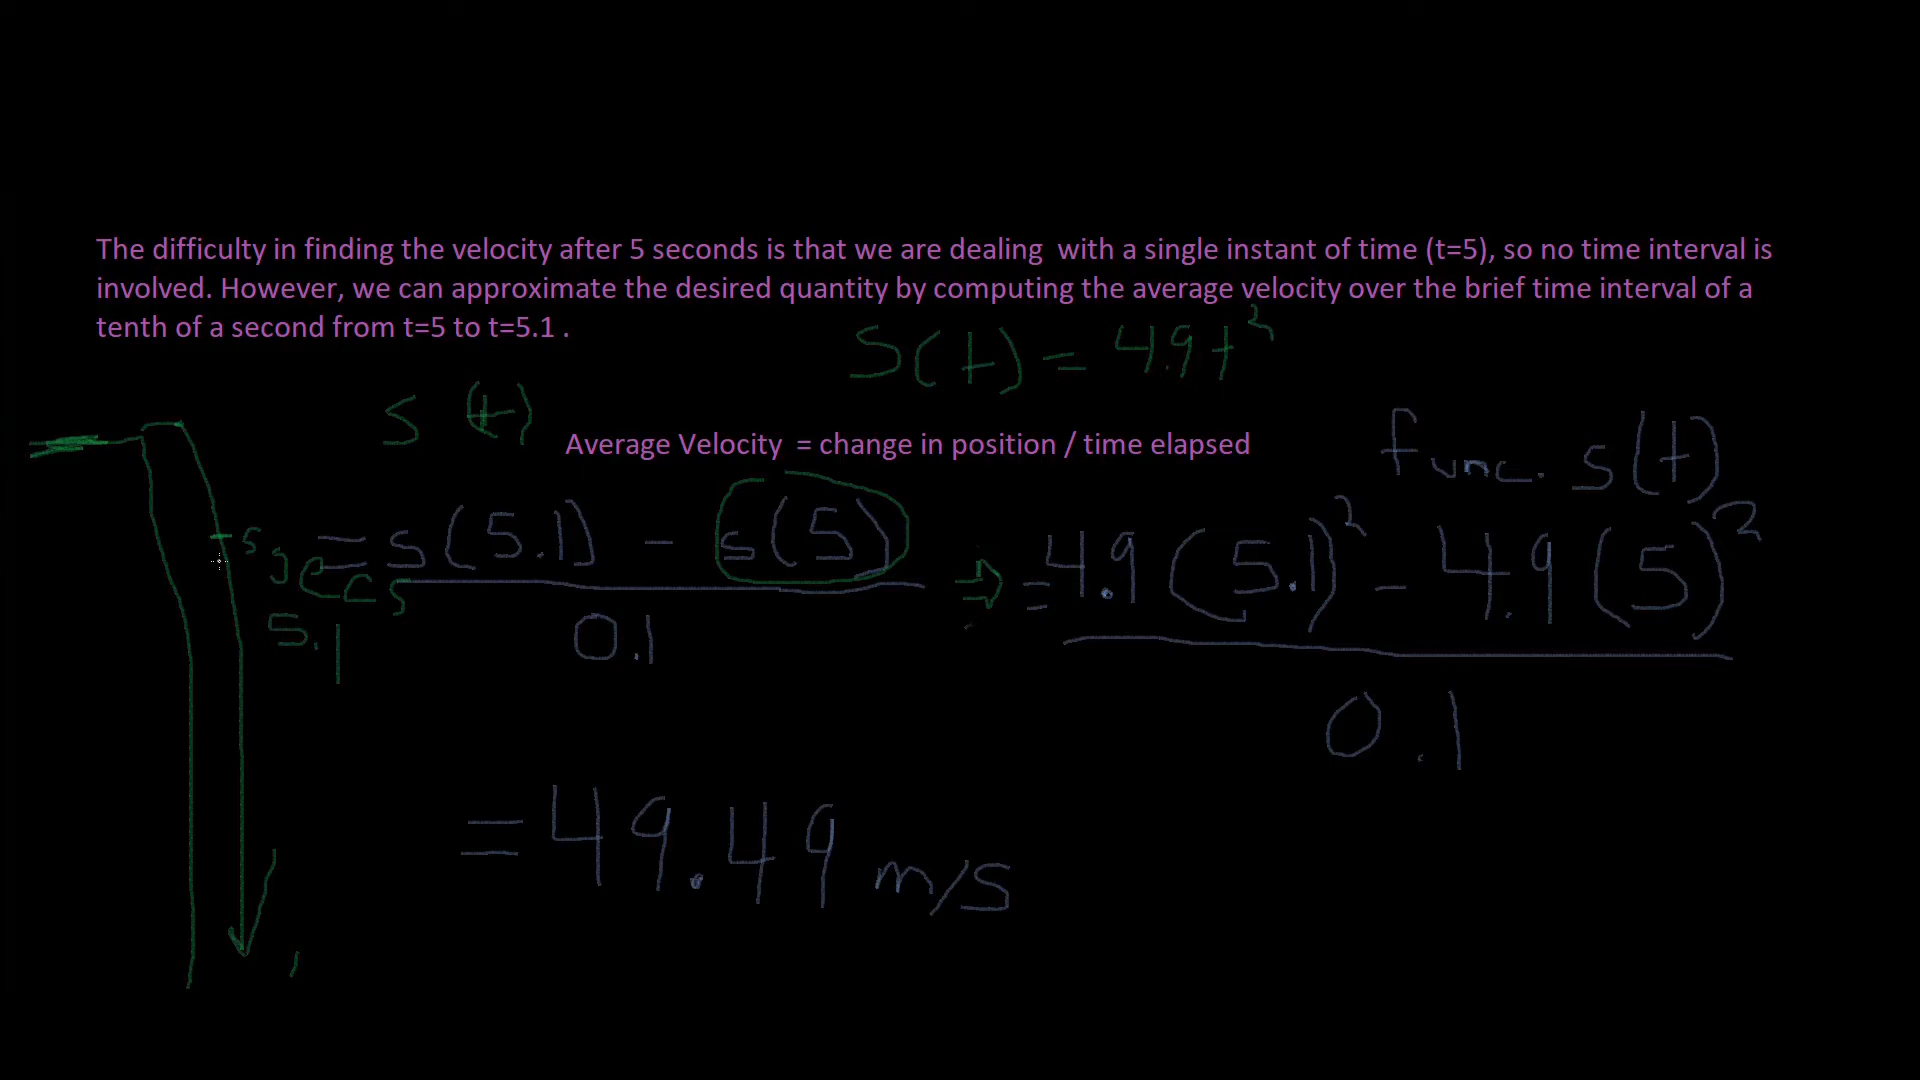 The difficulty in finding the velocity after 5 seconds is that we are dealing with a single instant of time (t=5), so no time interval is
involved. However, we can approximate the desired quantity by computing the average velocity over the brief time interval of a
tenth of a second from t=5 to t=5.1 .
S(t) = 4.9t²
s (t)
Average Velocity = change in position / time elapsed
func. s(t)
5 secs
5.1
= s(5.1) - s(5)
0.1
⇒ = 4.9(5.1)² - 4.9(5)²
0.1
= 49.49 m/s